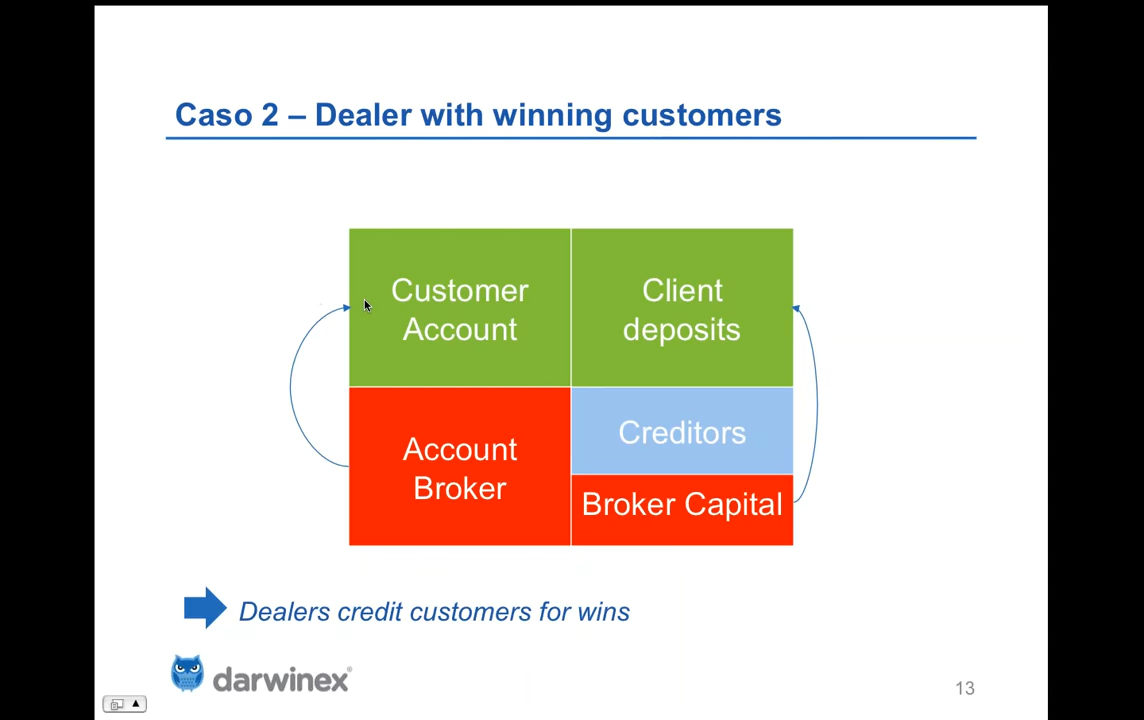 Caso 2 – Dealer with winning customers
Customer
Account
Client
deposits
Account
Broker
Creditors
Broker Capital
Dealers credit customers for wins
darwinex®
13